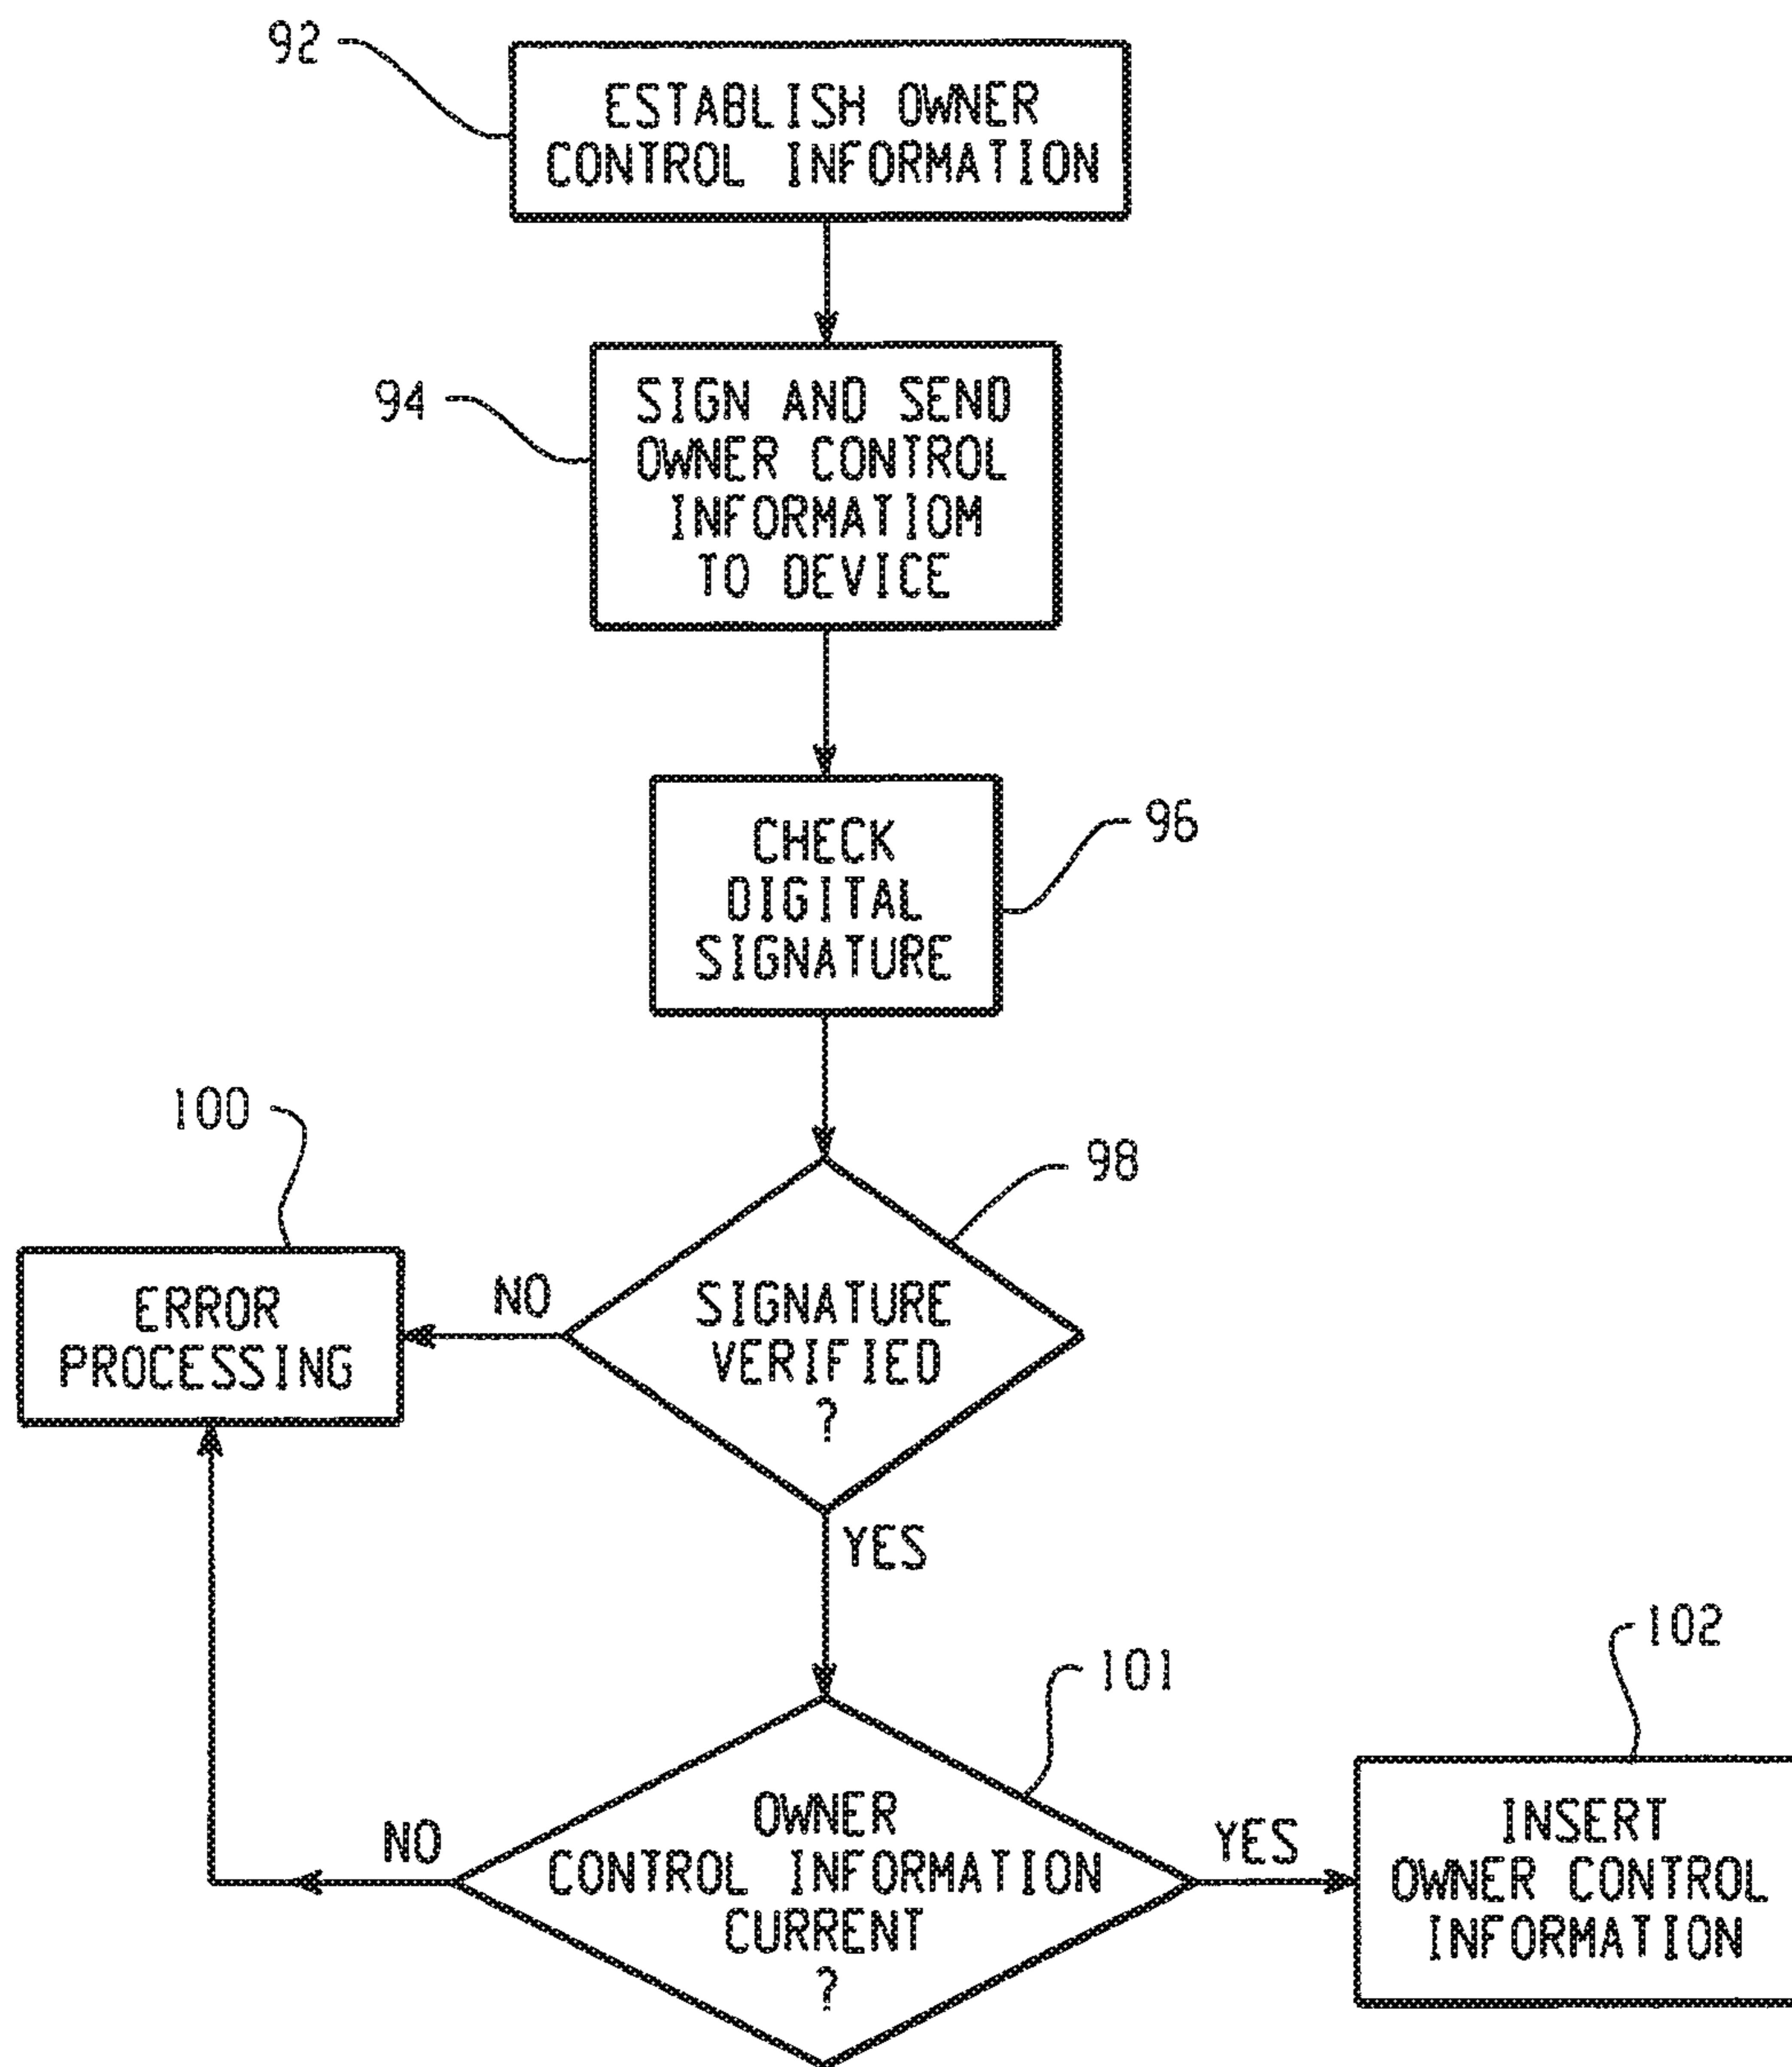 92
ESTABLISH OWNER
CONTROL INFORMATION
94
SIGN AND SEND
OWNER CONTROL
INFORMATIOM
TO DEVICE
96
CHECK
DIGITAL
SIGNATURE
100
98
ERROR
PROCESSING
NO
SIGNATURE
VERIFIED
?
YES
101
102
NO
OWNER
CONTROL INFORMATION
CURRENT
?
YES
INSERT
OWNER CONTROL
INFORMATION